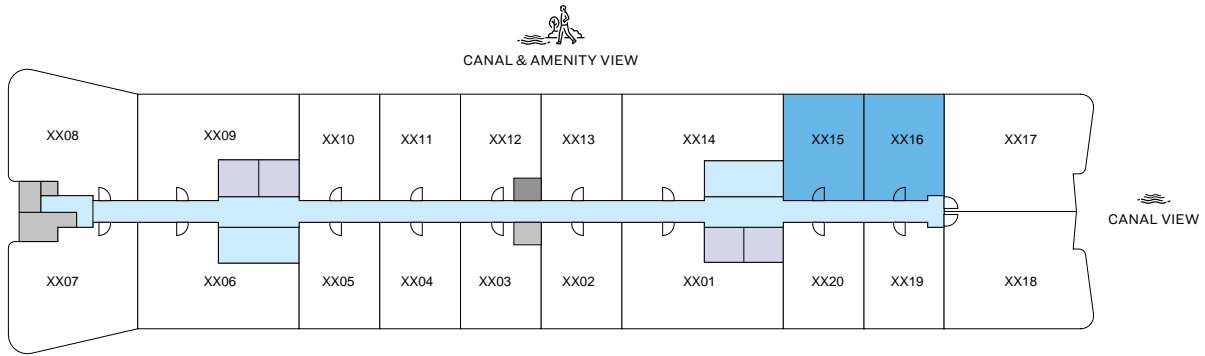 CANAL & AMENITY VIEW
XX08
XX09
XX10
XX11
XX12
XX13
XX14
XX15
XX16
XX17
CANAL VIEW
XX07
XX06
XX05
XX04
XX03
XX02
XX01
XX20
XX19
XX18